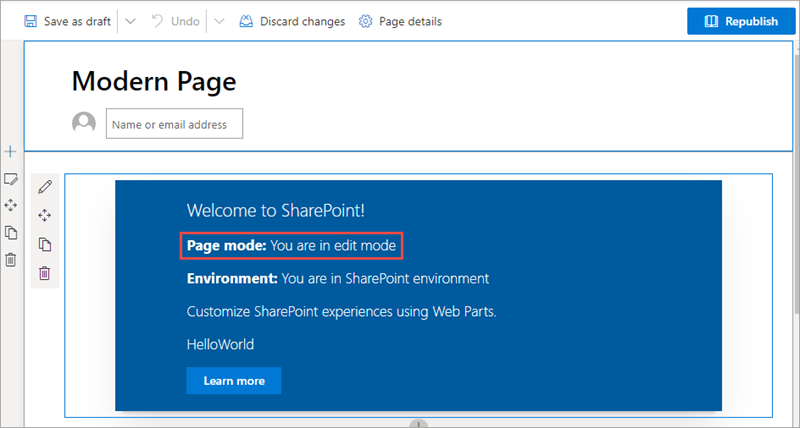 Save as draft Undo Discard changes Page details Republish
Modern Page
Name or email address
Welcome to SharePoint!
Page mode: You are in edit mode
Environment: You are in SharePoint environment
Customize SharePoint experiences using Web Parts.
HelloWorld
Learn more